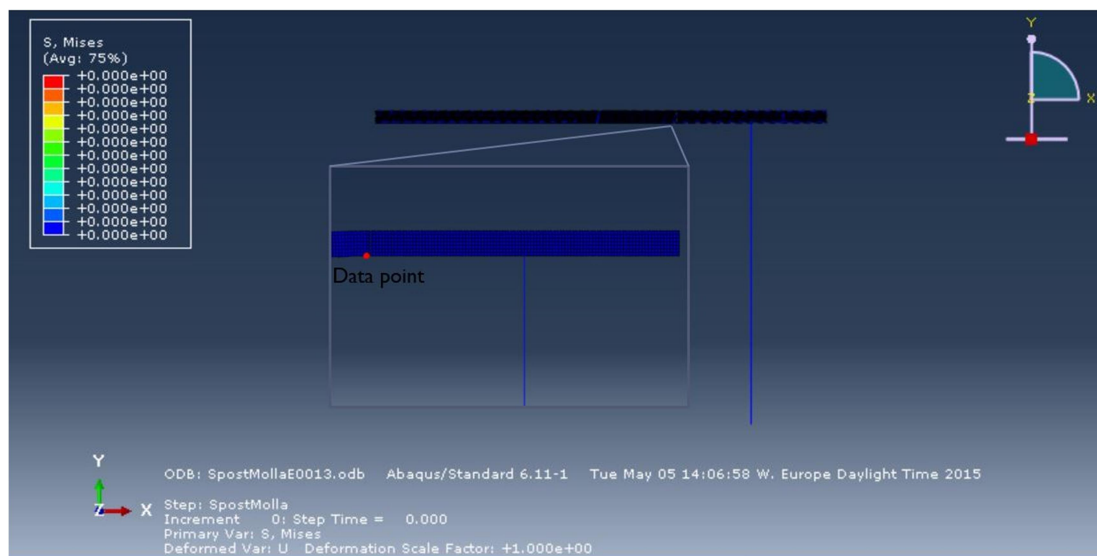 S, Mises
(Avg: 75%)
+0.000e+00
+0.000e+00
+0.000e+00
+0.000e+00
+0.000e+00
+0.000e+00
+0.000e+00
+0.000e+00
+0.000e+00
+0.000e+00
+0.000e+00
+0.000e+00
+0.000e+00
Y
Z
X
Data point
Y
Z
X
ODB: SpostMollaE0013.odb Abaqus/Standard 6.11-1 Tue May 05 14:06:58 W. Europe Daylight Time 2015
Step: SpostMolla
Increment 0: Step Time = 0.000
Primary Var: S, Mises
Deformed Var: U Deformation Scale Factor: +1.000e+00